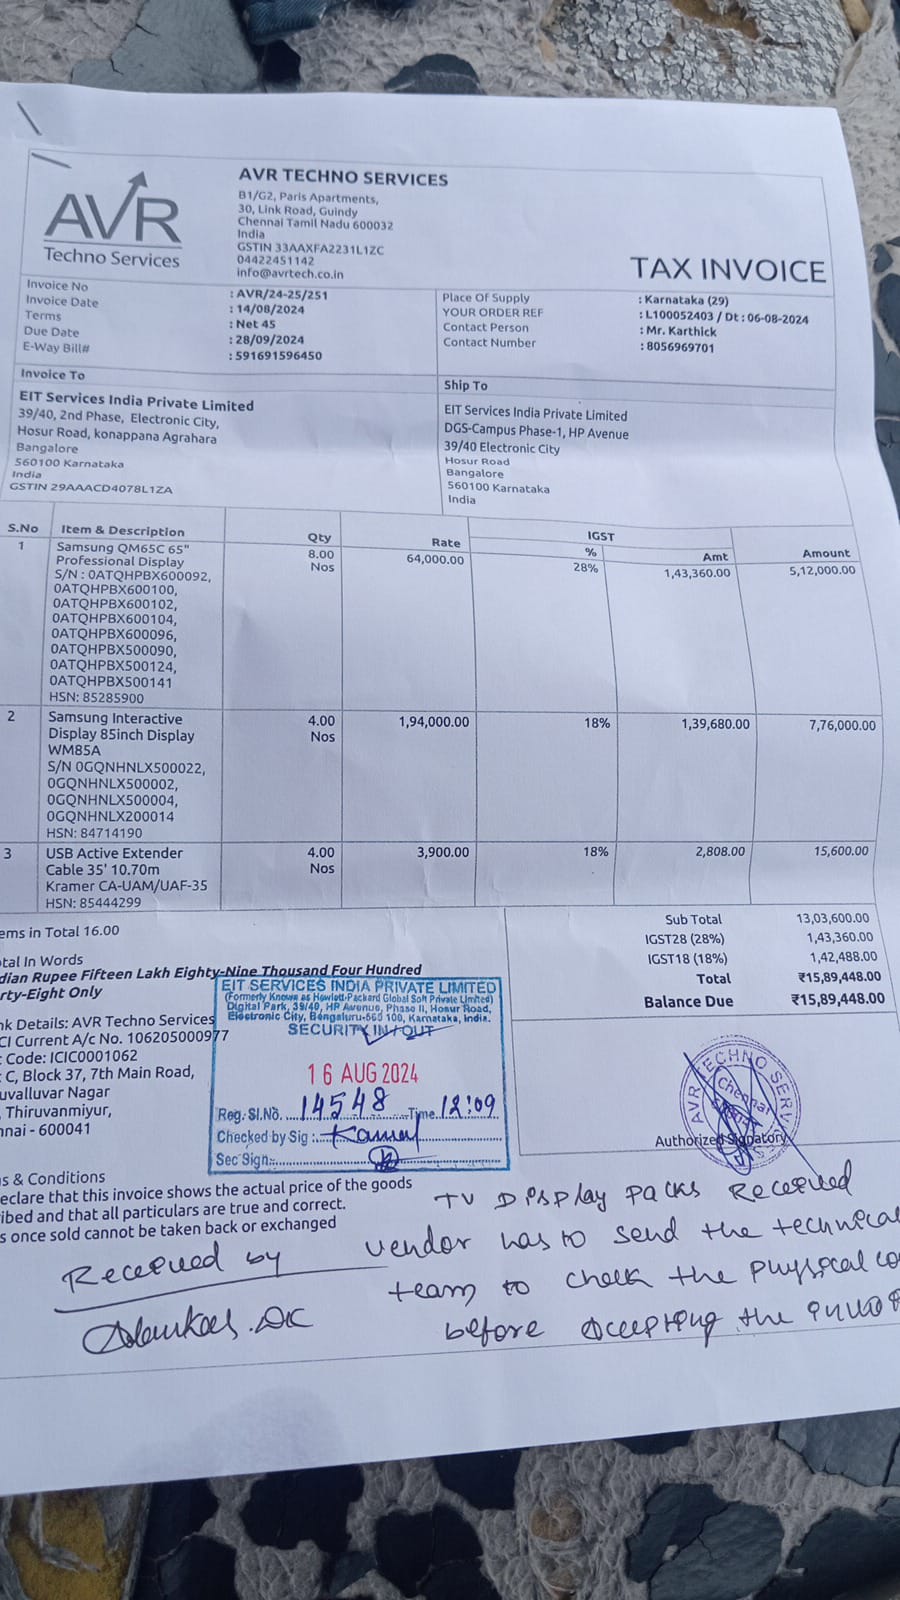 AVR
Techno Services
AVR TECHNO SERVICES
B1/G2, Paris Apartments,
30, Link Road, Guindy
Chennai Tamil Nadu 600032
India
GSTIN 33AAXFA2231L1ZC
04422451142
info@avrtech.co.in
TAX INVOICE
Invoice No : AVR/24-25/251
Invoice Date : 14/08/2024
Terms : Net 45
Due Date : 28/09/2024
E-Way Bill# : 591691596450
Place Of Supply : Karnataka (29)
YOUR ORDER REF : L100052403 / Dt : 06-08-2024
Contact Person : Mr. Karthick
Contact Number : 8056969701
Invoice To
EIT Services India Private Limited
39/40, 2nd Phase, Electronic City,
Hosur Road, konappana Agrahara
Bangalore
560100 Karnataka
India
GSTIN 29AAACD4078L1ZA
Ship To
EIT Services India Private Limited
DGS-Campus Phase-1, HP Avenue
39/40 Electronic City
Hosur Road
Bangalore
560100 Karnataka
India
S.No Item & Description Qty Rate IGST Amount
% Amt
1 Samsung QM65C 65" 8.00 64,000.00 28% 1,43,360.00 5,12,000.00
Professional Display Nos
S/N : 0ATQHPBX600092,
0ATQHPBX600100,
0ATQHPBX600102,
0ATQHPBX600104,
0ATQHPBX600096,
0ATQHPBX500090,
0ATQHPBX500124,
0ATQHPBX500141
HSN: 85285900
2 Samsung Interactive 4.00 1,94,000.00 18% 1,39,680.00 7,76,000.00
Display 85inch Display Nos
WM85A
S/N 0GQNHNLX500022,
0GQNHNLX500002,
0GQNHNLX500004,
0GQNHNLX200014
HSN: 84714190
3 USB Active Extender 4.00 3,900.00 18% 2,808.00 15,600.00
Cable 35' 10.70m Nos
Kramer CA-UAM/UAF-35
HSN: 85444299
ems in Total 16.00
Sub Total 13,03,600.00
IGST28 (28%) 1,43,360.00
IGST18 (18%) 1,42,488.00
Total ₹15,89,448.00
Balance Due ₹15,89,448.00
tal In Words
dian Rupee Fifteen Lakh Eighty-Nine Thousand Four Hundred
rty-Eight Only
nk Details: AVR Techno Services
CI Current A/c No. 106205000977
Code: ICIC0001062
C, Block 37, 7th Main Road,
uvalluvar Nagar
Thiruvanmiyur,
nnai - 600041
EIT SERVICES INDIA PRIVATE LIMITED
(Formerly Known as Hewlett-Packard Global Soft Private Limited)
Digital Park, 39/40, HP Avenue, Phase II, Hosur Road,
Electronic City, Bengaluru-560 100, Karnataka, India.
SECURITY IN / OUT
16 AUG 2024
Reg. Sl.No. 14548 Time 12:09
Checked by Sig :
Sec Sign:
AVR TECHNO SERV
Chennai
Authorized Signatory
s & Conditions
eclare that this invoice shows the actual price of the goods
ibed and that all particulars are true and correct.
s once sold cannot be taken back or exchanged
TV Display packs Received
vendor has to send the technical
team to check the physical co
before accepting the
Received by